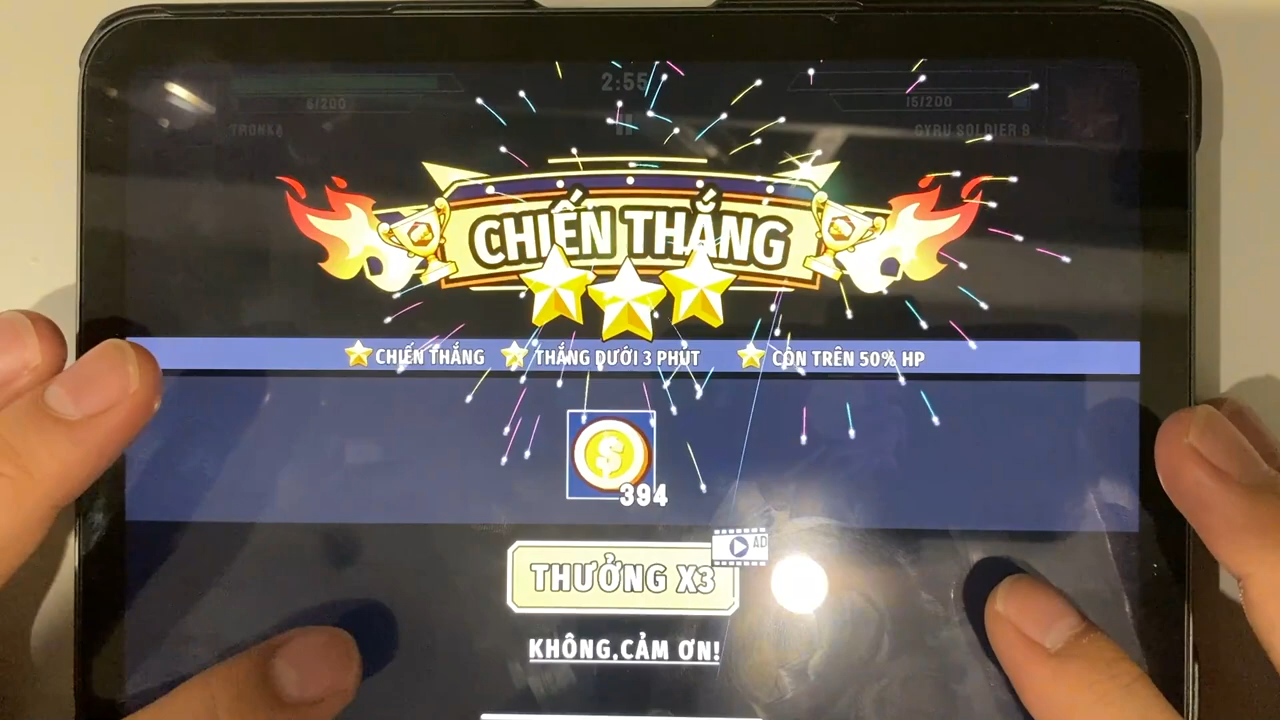 2:55
6/200
15/200
TRONKA
GYRU SOLDIER 9
CHIẾN THẮNG
CHIẾN THẮNG THẮNG DƯỚI 3 PHÚT CÒN TRÊN 50% HP
$
394
AD
THƯỞNG X3
KHÔNG,CẢM ƠN!